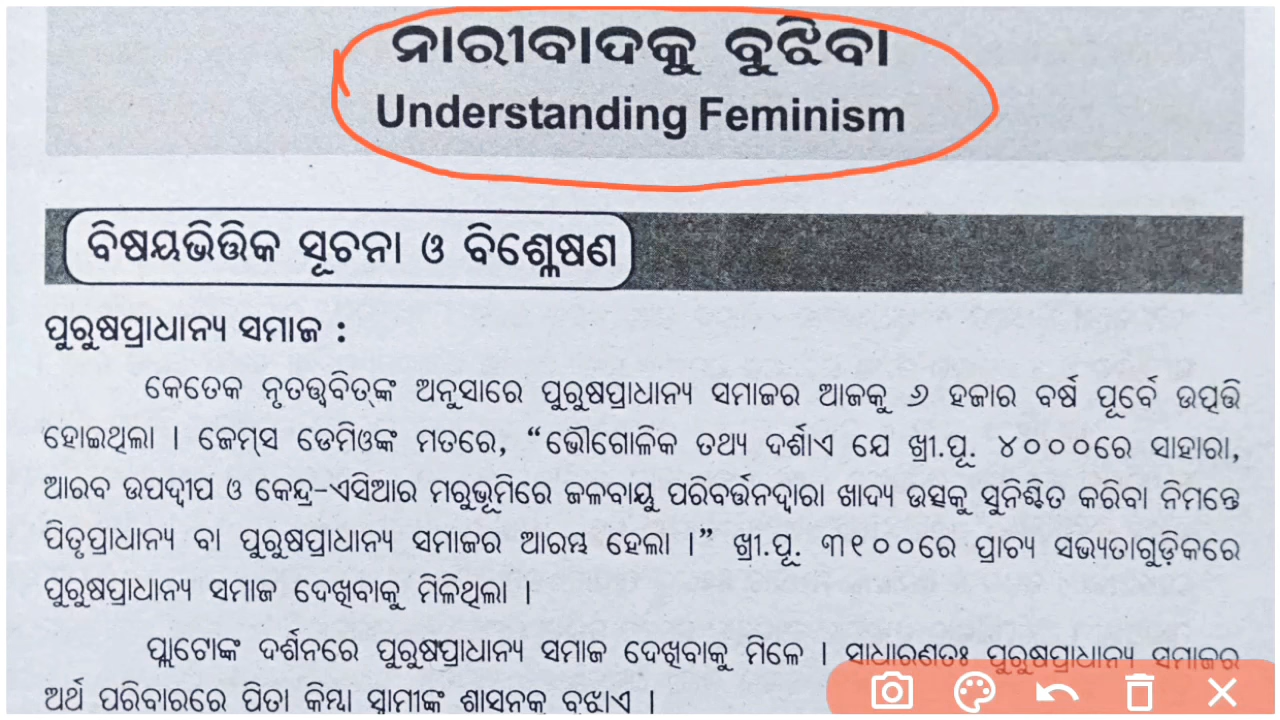 ନାରୀବାଦକୁ ବୁଝିବା
Understanding Feminism
ବିଷୟଭିତ୍ତିକ ସୂଚନା ଓ ବିଶ୍ଳେଷଣ
ପୁରୁଷପ୍ରାଧାନ୍ୟ ସମାଜ :
କେତେକ ନୃତତ୍ତ୍ୱବିତ୍‌ଙ୍କ ଅନୁସାରେ ପୁରୁଷପ୍ରାଧାନ୍ୟ ସମାଜର ଆଜକୁ ୬ ହଜାର ବର୍ଷ ପୂର୍ବେ ଉତ୍ପତ୍ତି
ହୋଇଥିଲା । ଜେମ୍‌ସ ଡେମିଓଙ୍କ ମତରେ, “ଭୌଗୋଳିକ ତଥ୍ୟ ଦର୍ଶାଏ ଯେ ଖ୍ରୀ.ପୂ. ୪୦୦୦ରେ ସାହାରା,
ଆରବ ଉପଦ୍ୱୀପ ଓ କେନ୍ଦ୍ର-ଏସିଆର ମରୁଭୂମିରେ ଜଳବାୟୁ ପରିବର୍ତ୍ତନଦ୍ୱାରା ଖାଦ୍ୟ ଉତ୍ସକୁ ସୁନିଶ୍ଚିତ କରିବା ନିମନ୍ତେ
ପିତୃପ୍ରାଧାନ୍ୟ ବା ପୁରୁଷପ୍ରାଧାନ୍ୟ ସମାଜର ଆରମ୍ଭ ହେଲା ।” ଖ୍ରୀ.ପୂ. ୩୧୦୦ରେ ପ୍ରାଚ୍ୟ ସଭ୍ୟତାଗୁଡ଼ିକରେ
ପୁରୁଷପ୍ରାଧାନ୍ୟ ସମାଜ ଦେଖିବାକୁ ମିଳିଥିଲା ।
ପ୍ଲାଟୋଙ୍କ ଦର୍ଶନରେ ପୁରୁଷପ୍ରାଧାନ୍ୟ ସମାଜ ଦେଖିବାକୁ ମିଳେ । ସାଧାରଣତଃ ପୁରୁଷପ୍ରାଧାନ୍ୟ ସମାଜର
ଅର୍ଥ ପରିବାରରେ ପିତା କିମ୍ବା ସ୍ୱାମୀଙ୍କ ଶାସନକୁ ବୁଝାଏ ।